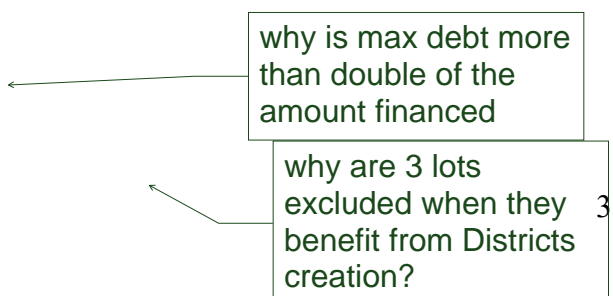 why is max debt more
than double of the
amount financed
why are 3 lots
excluded when they
benefit from Districts
creation?
3